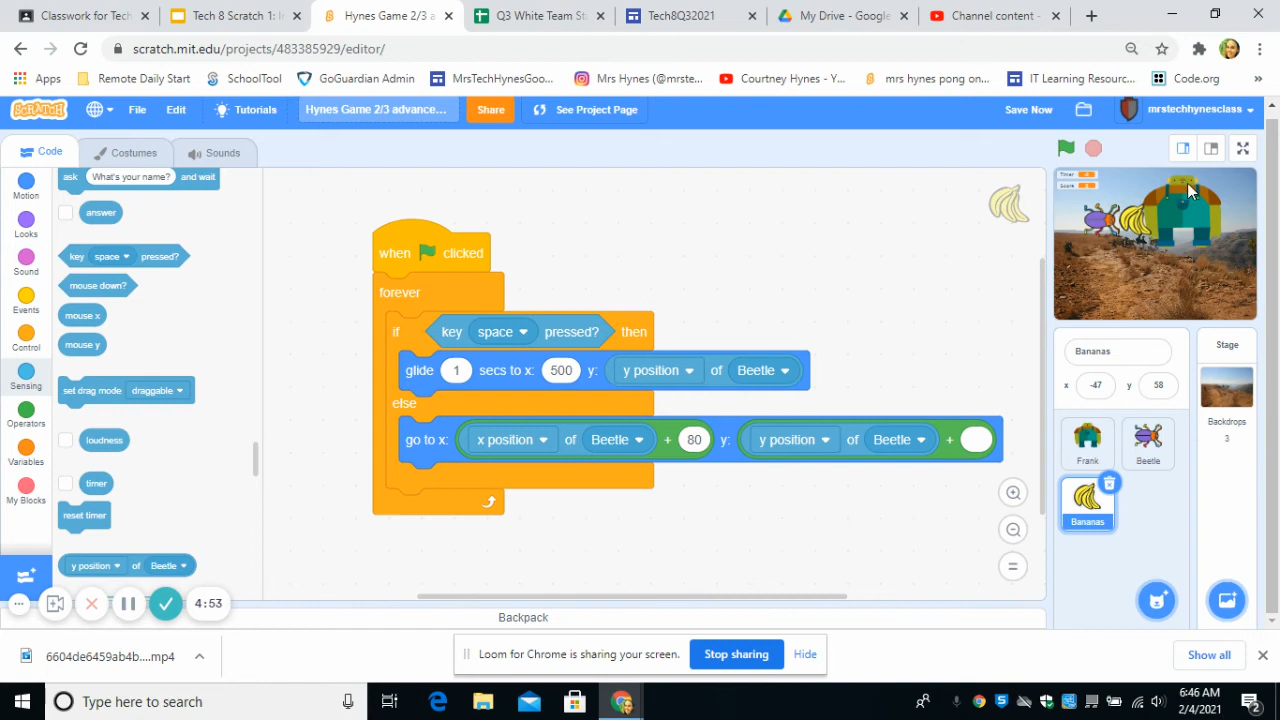 Classwork for Tech
Tech 8 Scratch 1: I
Hynes Game 2/3 a
Q3 White Team St
Tech8Q32021
My Drive - Google
Channel content -
scratch.mit.edu/projects/483385929/editor/
Apps
Remote Daily Start
SchoolTool
GoGuardian Admin
MrsTechHynesGoo...
Mrs Hynes (@mrste...
Courtney Hynes - Y...
mrs hynes pong on...
IT Learning Resourc...
Code.org
»
SCRATCH
File
Edit
Tutorials
Hynes Game 2/3 advance...
Share
See Project Page
Save Now
mrstechhynesclass
Code
Costumes
Sounds
Motion
Looks
Sound
Events
Control
Sensing
Operators
Variables
My Blocks
ask What's your name? and wait
answer
key space pressed?
mouse down?
mouse x
mouse y
set drag mode draggable
loudness
timer
reset timer
y position of Beetle
when clicked
forever
if key space pressed? then
glide 1 secs to x: 500 y: y position of Beetle
else
go to x: x position of Beetle + 80 y: y position of Beetle +
Timer
Score
Bananas
x -47 y 58
Frank
Beetle
Bananas
Stage
Backdrops
3
4:53
Backpack
6604de6459ab4b....mp4
Loom for Chrome is sharing your screen.
Stop sharing
Hide
Show all
Type here to search
6:46 AM
2/4/2021
2